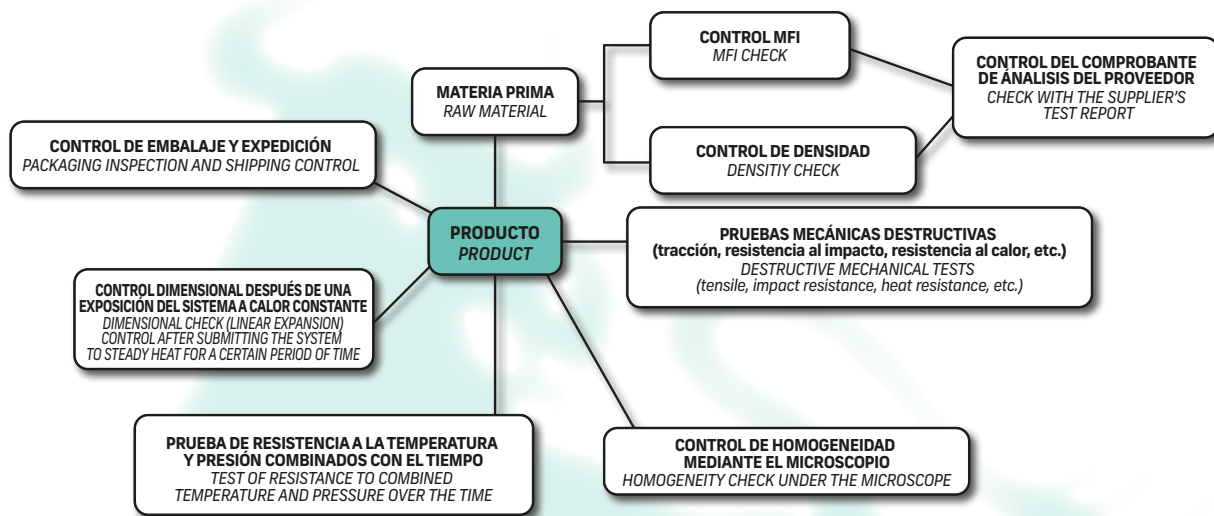 CONTROL MFI
MFI CHECK
CONTROL DEL COMPROBANTE
DE ÁNALISIS DEL PROVEEDOR
CHECK WITH THE SUPPLIER'S
TEST REPORT
MATERIA PRIMA
RAW MATERIAL
CONTROL DE EMBALAJE Y EXPEDICIÓN
PACKAGING INSPECTION AND SHIPPING CONTROL
CONTROL DE DENSIDAD
DENSITIY CHECK
PRODUCTO
PRODUCT
PRUEBAS MECÁNICAS DESTRUCTIVAS
(tracción, resistencia al impacto, resistencia al calor, etc.)
DESTRUCTIVE MECHANICAL TESTS
(tensile, impact resistance, heat resistance, etc.)
CONTROL DIMENSIONAL DESPUÉS DE UNA
EXPOSICIÓN DEL SISTEMA A CALOR CONSTANTE
DIMENSIONAL CHECK (LINEAR EXPANSION)
CONTROL AFTER SUBMITTING THE SYSTEM
TO STEADY HEAT FOR A CERTAIN PERIOD OF TIME
PRUEBA DE RESISTENCIA A LA TEMPERATURA
Y PRESIÓN COMBINADOS CON EL TIEMPO
TEST OF RESISTANCE TO COMBINED
TEMPERATURE AND PRESSURE OVER THE TIME
CONTROL DE HOMOGENEIDAD
MEDIANTE EL MICROSCOPIO
HOMOGENEITY CHECK UNDER THE MICROSCOPE